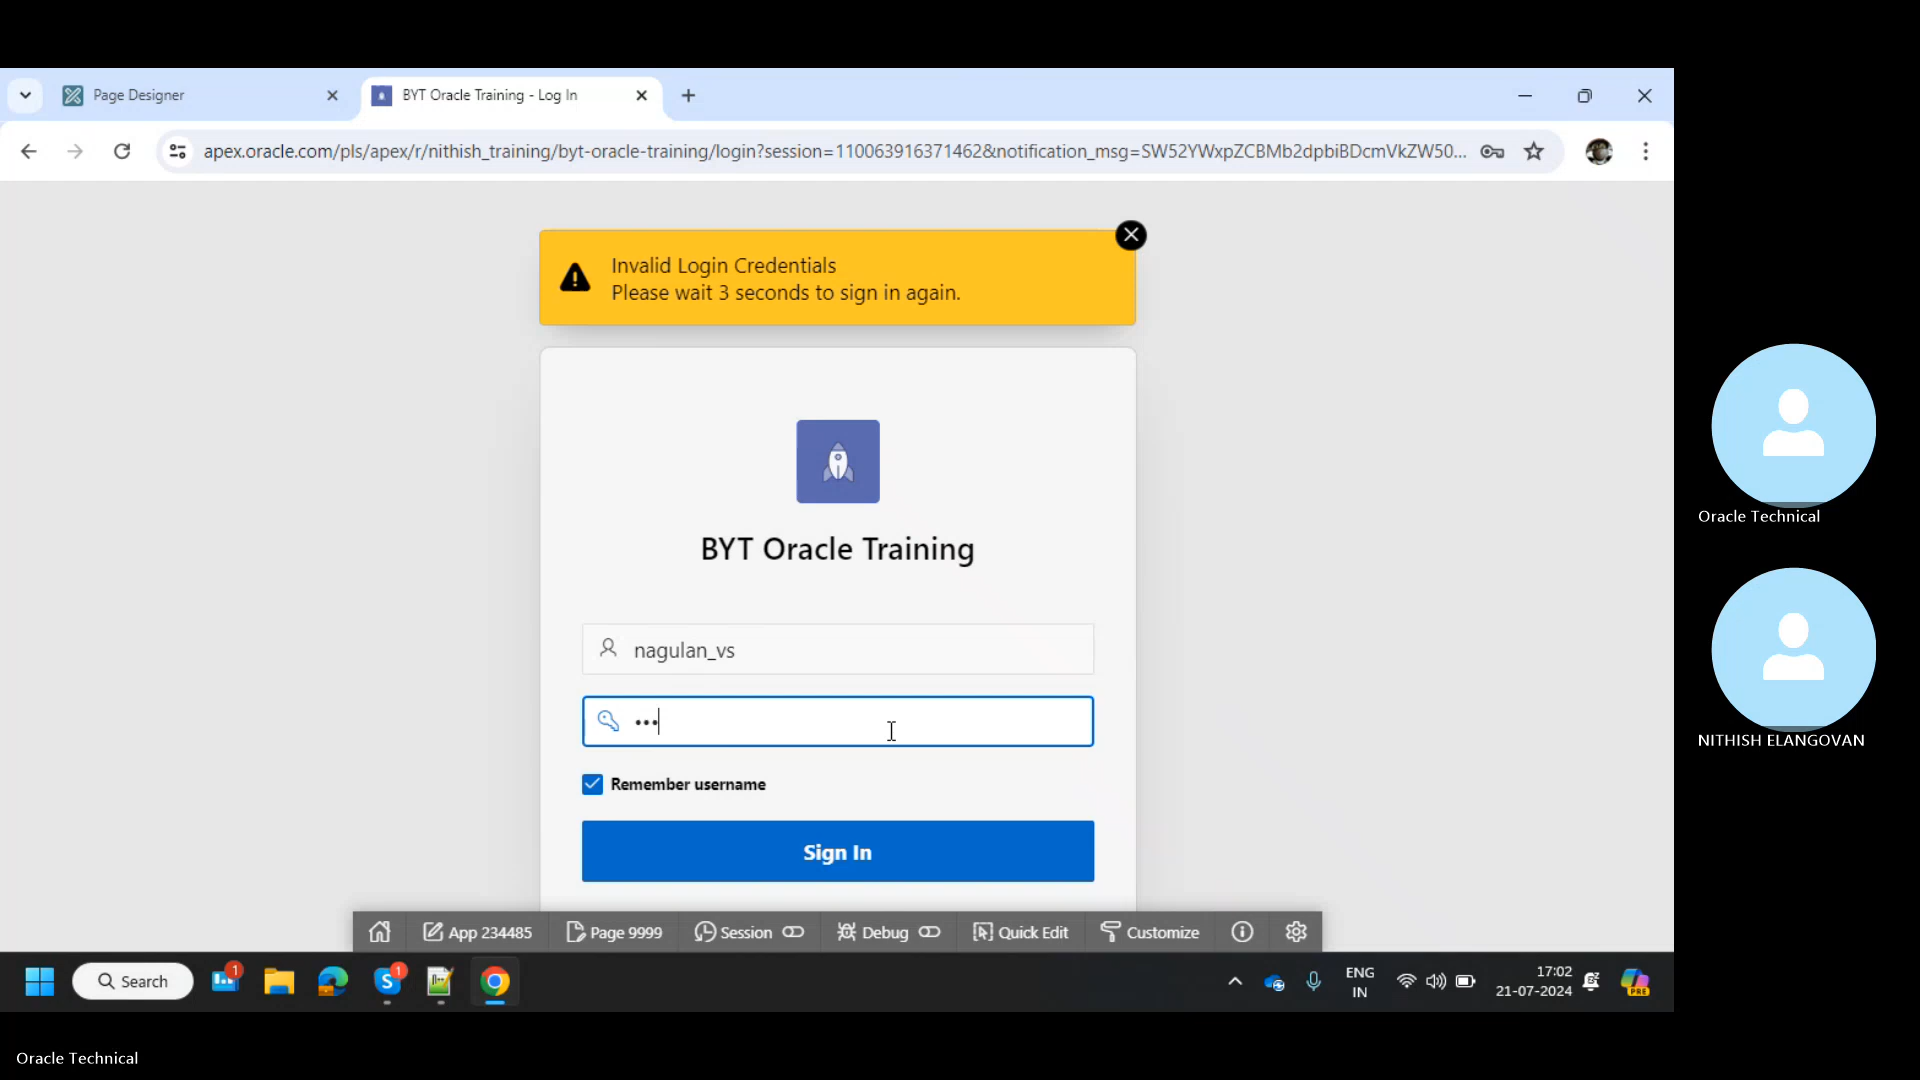 Page Designer
BYT Oracle Training - Log In
apex.oracle.com/pls/apex/r/nithish_training/byt-oracle-training/login?session=110063916371462&notification_msg=SW52YWxpZCBMb2dpbiBDcmVkZW50...
Invalid Login Credentials
Please wait 3 seconds to sign in again.
BYT Oracle Training
nagulan_vs
•••
Remember username
Sign In
App 234485
Page 9999
Session
Debug
Quick Edit
Customize
Search
1
1
ENG
IN
17:02
21-07-2024
PRE
Oracle Technical
NITHISH ELANGOVAN
Oracle Technical